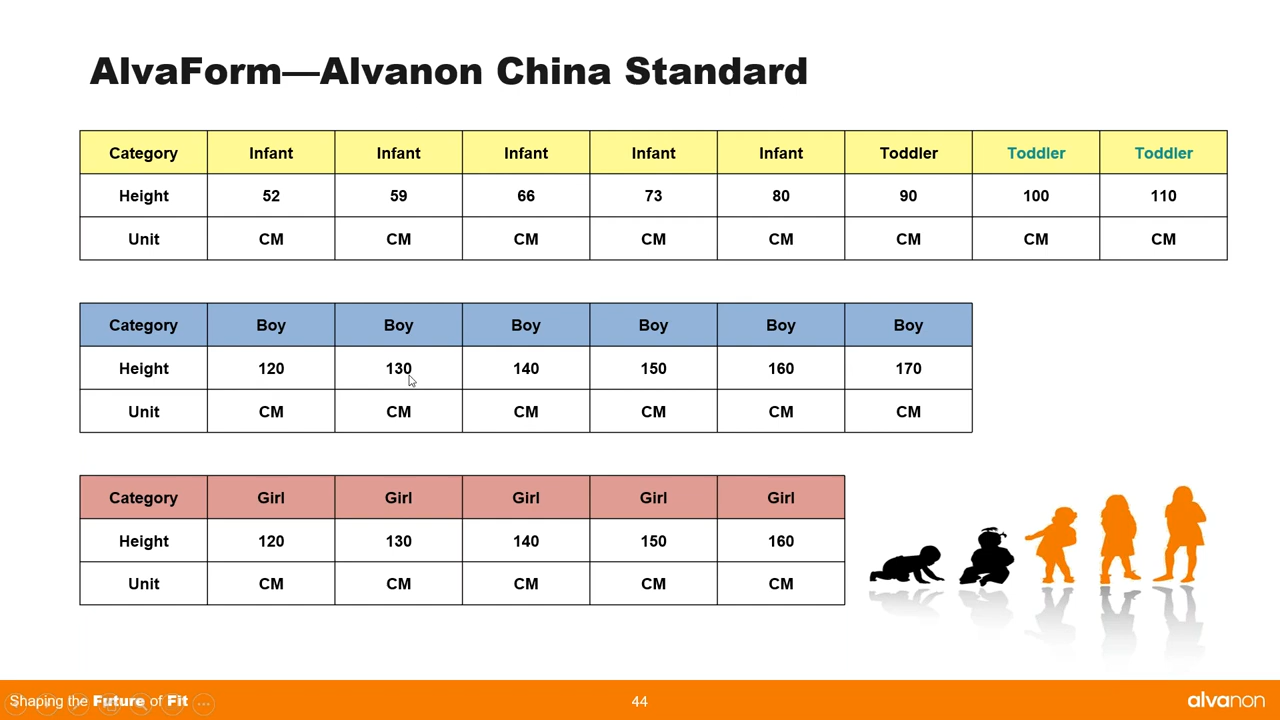 AlvaForm—Alvanon China Standard
Category Infant Infant Infant Infant Infant Toddler Toddler Toddler
Height 52 59 66 73 80 90 100 110
Unit CM CM CM CM CM CM CM CM
Category Boy Boy Boy Boy Boy Boy
Height 120 130 140 150 160 170
Unit CM CM CM CM CM CM
Category Girl Girl Girl Girl Girl
Height 120 130 140 150 160
Unit CM CM CM CM CM
Shaping the Future of Fit 44 alvanon